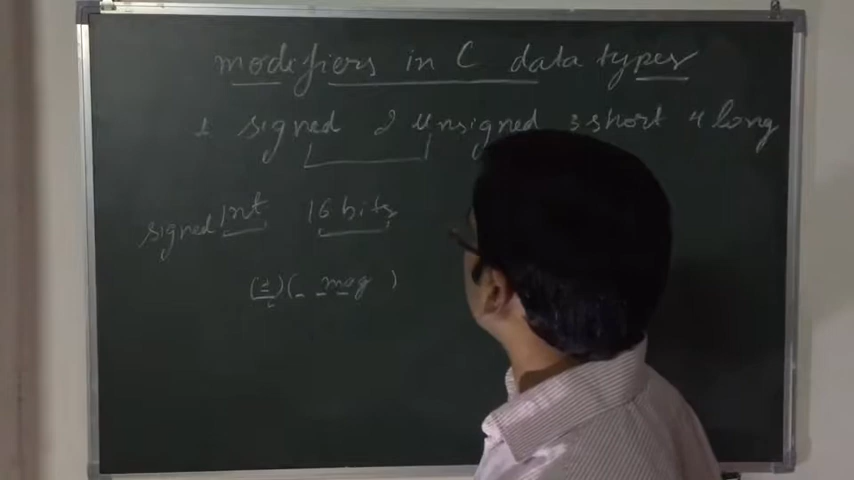 modifiers in C data types
1 signed 2 unsigned 3 short 4 long
signed int 16 bits
(±)(- - mag )